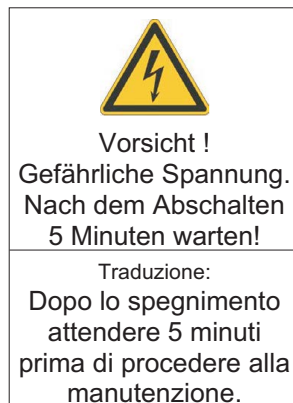 Vorsicht !
Gefährliche Spannung.
Nach dem Abschalten
5 Minuten warten!
Traduzione:
Dopo lo spegnimento
attendere 5 minuti
prima di procedere alla
manutenzione.